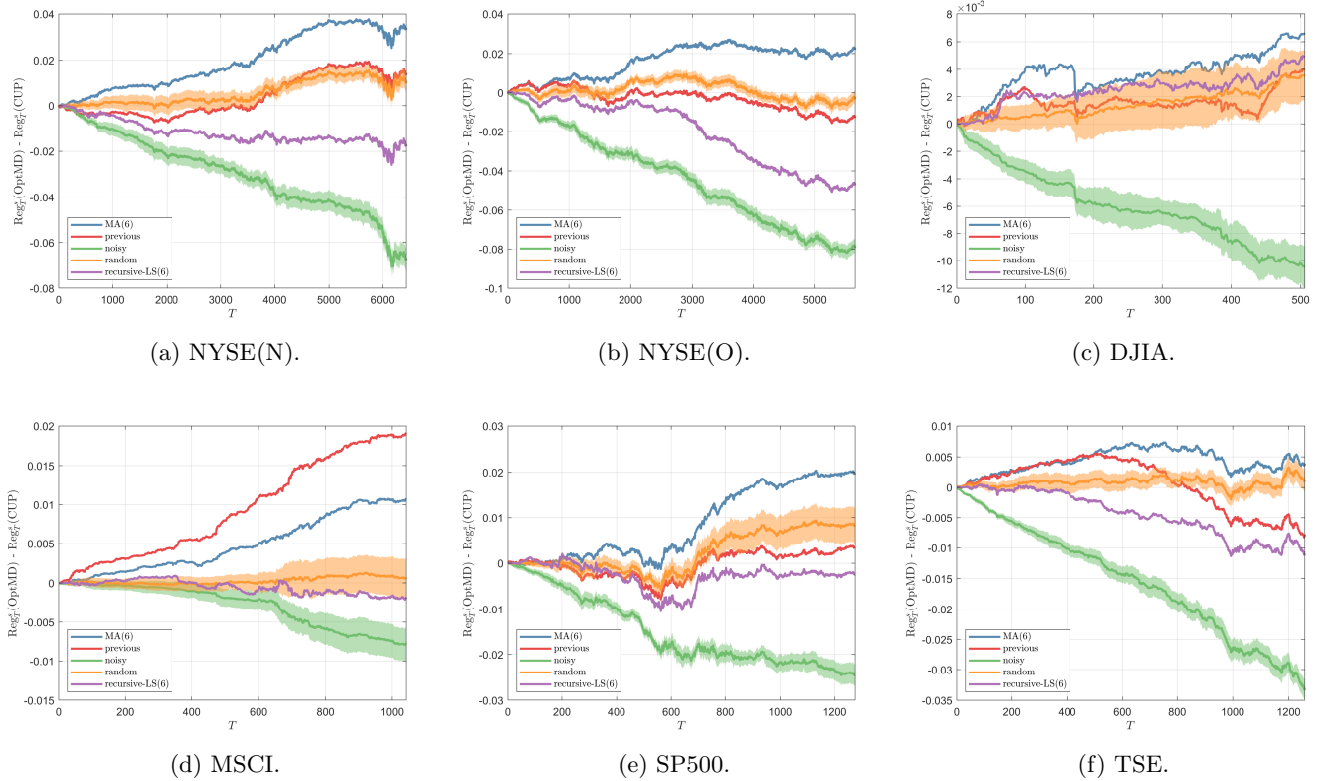 0.04
0.02
0
-0.02
-0.04
-0.06
-0.08
Reg^s_T(OptMD) - Reg^s_T(CUP)
MA(6)
previous
noisy
random
recursive-LS(6)
0 1000 2000 3000 4000 5000 6000
T
(a) NYSE(N).
0.04
0.02
0
-0.02
-0.04
-0.06
-0.08
-0.1
Reg^s_T(OptMD) - Reg^s_T(CUP)
MA(6)
previous
noisy
random
recursive-LS(6)
0 1000 2000 3000 4000 5000
T
(b) NYSE(O).
×10^-3
8
6
4
2
0
-2
-4
-6
-8
-10
-12
Reg^s_T(OptMD) - Reg^s_T(CUP)
MA(6)
previous
noisy
random
recursive-LS(6)
0 100 200 300 400 500
T
(c) DJIA.
0.02
0.015
0.01
0.005
0
-0.005
-0.01
-0.015
Reg^s_T(OptMD) - Reg^s_T(CUP)
MA(6)
previous
noisy
random
recursive-LS(6)
0 200 400 600 800 1000
T
(d) MSCI.
0.03
0.02
0.01
0
-0.01
-0.02
-0.03
Reg^s_T(OptMD) - Reg^s_T(CUP)
MA(6)
previous
noisy
random
recursive-LS(6)
0 200 400 600 800 1000 1200
T
(e) SP500.
0.01
0.005
0
-0.005
-0.01
-0.015
-0.02
-0.025
-0.03
-0.035
Reg^s_T(OptMD) - Reg^s_T(CUP)
MA(6)
previous
noisy
random
recursive-LS(6)
0 200 400 600 800 1000 1200
T
(f) TSE.